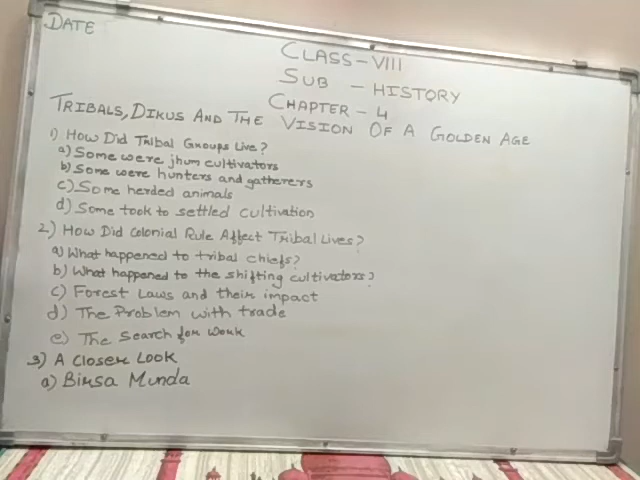 DATE
CLASS-VIII
SUB - HISTORY
CHAPTER - 4
TRIBALS, DIKUS AND THE VISION OF A GOLDEN AGE
1) How Did Tribal Groups Live?
a) Some were jhum cultivators
b) Some were hunters and gatherers
c) Some herded animals
d) Some took to settled cultivation
2) How Did Colonial Rule Affect Tribal Lives?
a) What happened to tribal chiefs?
b) What happened to the shifting cultivators?
c) Forest Laws and their impact
d) The Problem with trade
e) The Search for Work
3) A Closer Look
a) Birsa Munda